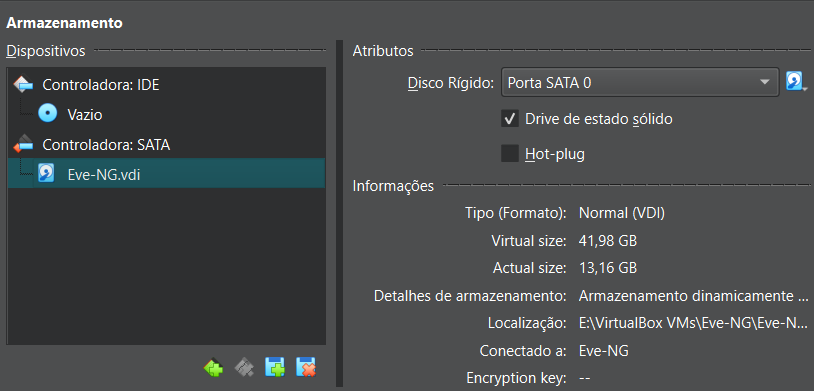 Armazenamento
Dispositivos
Controladora: IDE
Vazio
Controladora: SATA
Eve-NG.vdi
Atributos
Disco Rígido: Porta SATA 0
Drive de estado sólido
Hot-plug
Informações
Tipo (Formato): Normal (VDI)
Virtual size: 41,98 GB
Actual size: 13,16 GB
Detalhes de armazenamento: Armazenamento dinamicamente ...
Localização: E:\VirtualBox VMs\Eve-NG\Eve-N...
Conectado a: Eve-NG
Encryption key: --